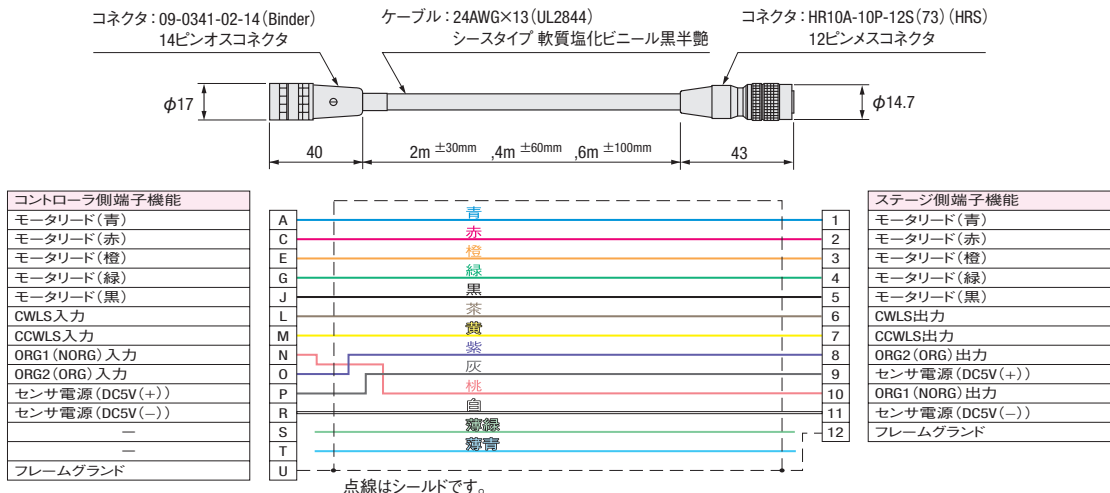 コネクタ：09-0341-02-14(Binder)
14ピンオスコネクタ
ケーブル：24AWG×13(UL2844)
シースタイプ 軟質塩化ビニール黒半艶
コネクタ：HR10A-10P-12S(73)(HRS)
12ピンメスコネクタ
φ17
φ14.7
40
2m ±30mm ,4m ±60mm ,6m ±100mm
43
コントローラ側端子機能
モータリード(青)
モータリード(赤)
モータリード(橙)
モータリード(緑)
モータリード(黒)
CWLS入力
CCWLS入力
ORG1(NORG)入力
ORG2(ORG)入力
センサ電源(DC5V(+))
センサ電源(DC5V(−))
—
—
フレームグランド
A
C
E
G
J
L
M
N
O
P
R
S
T
U
青
赤
橙
緑
黒
茶
黄
紫
灰
桃
白
薄緑
薄青
1
2
3
4
5
6
7
8
9
10
11
12
ステージ側端子機能
モータリード(青)
モータリード(赤)
モータリード(橙)
モータリード(緑)
モータリード(黒)
CWLS出力
CCWLS出力
ORG2(ORG)出力
センサ電源(DC5V(+))
ORG1(NORG)出力
センサ電源(DC5V(−))
フレームグランド
点線はシールドです。